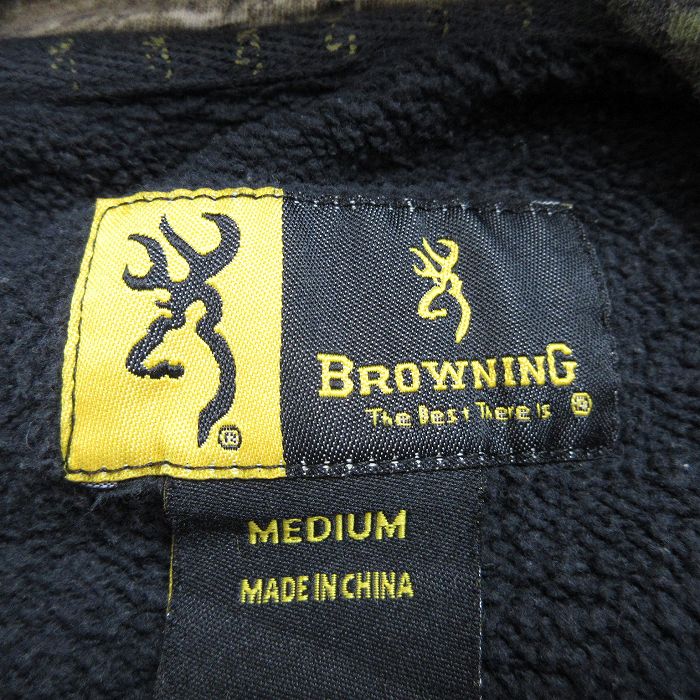 BROWNING
The Best There Is
MEDIUM
MADE IN CHINA